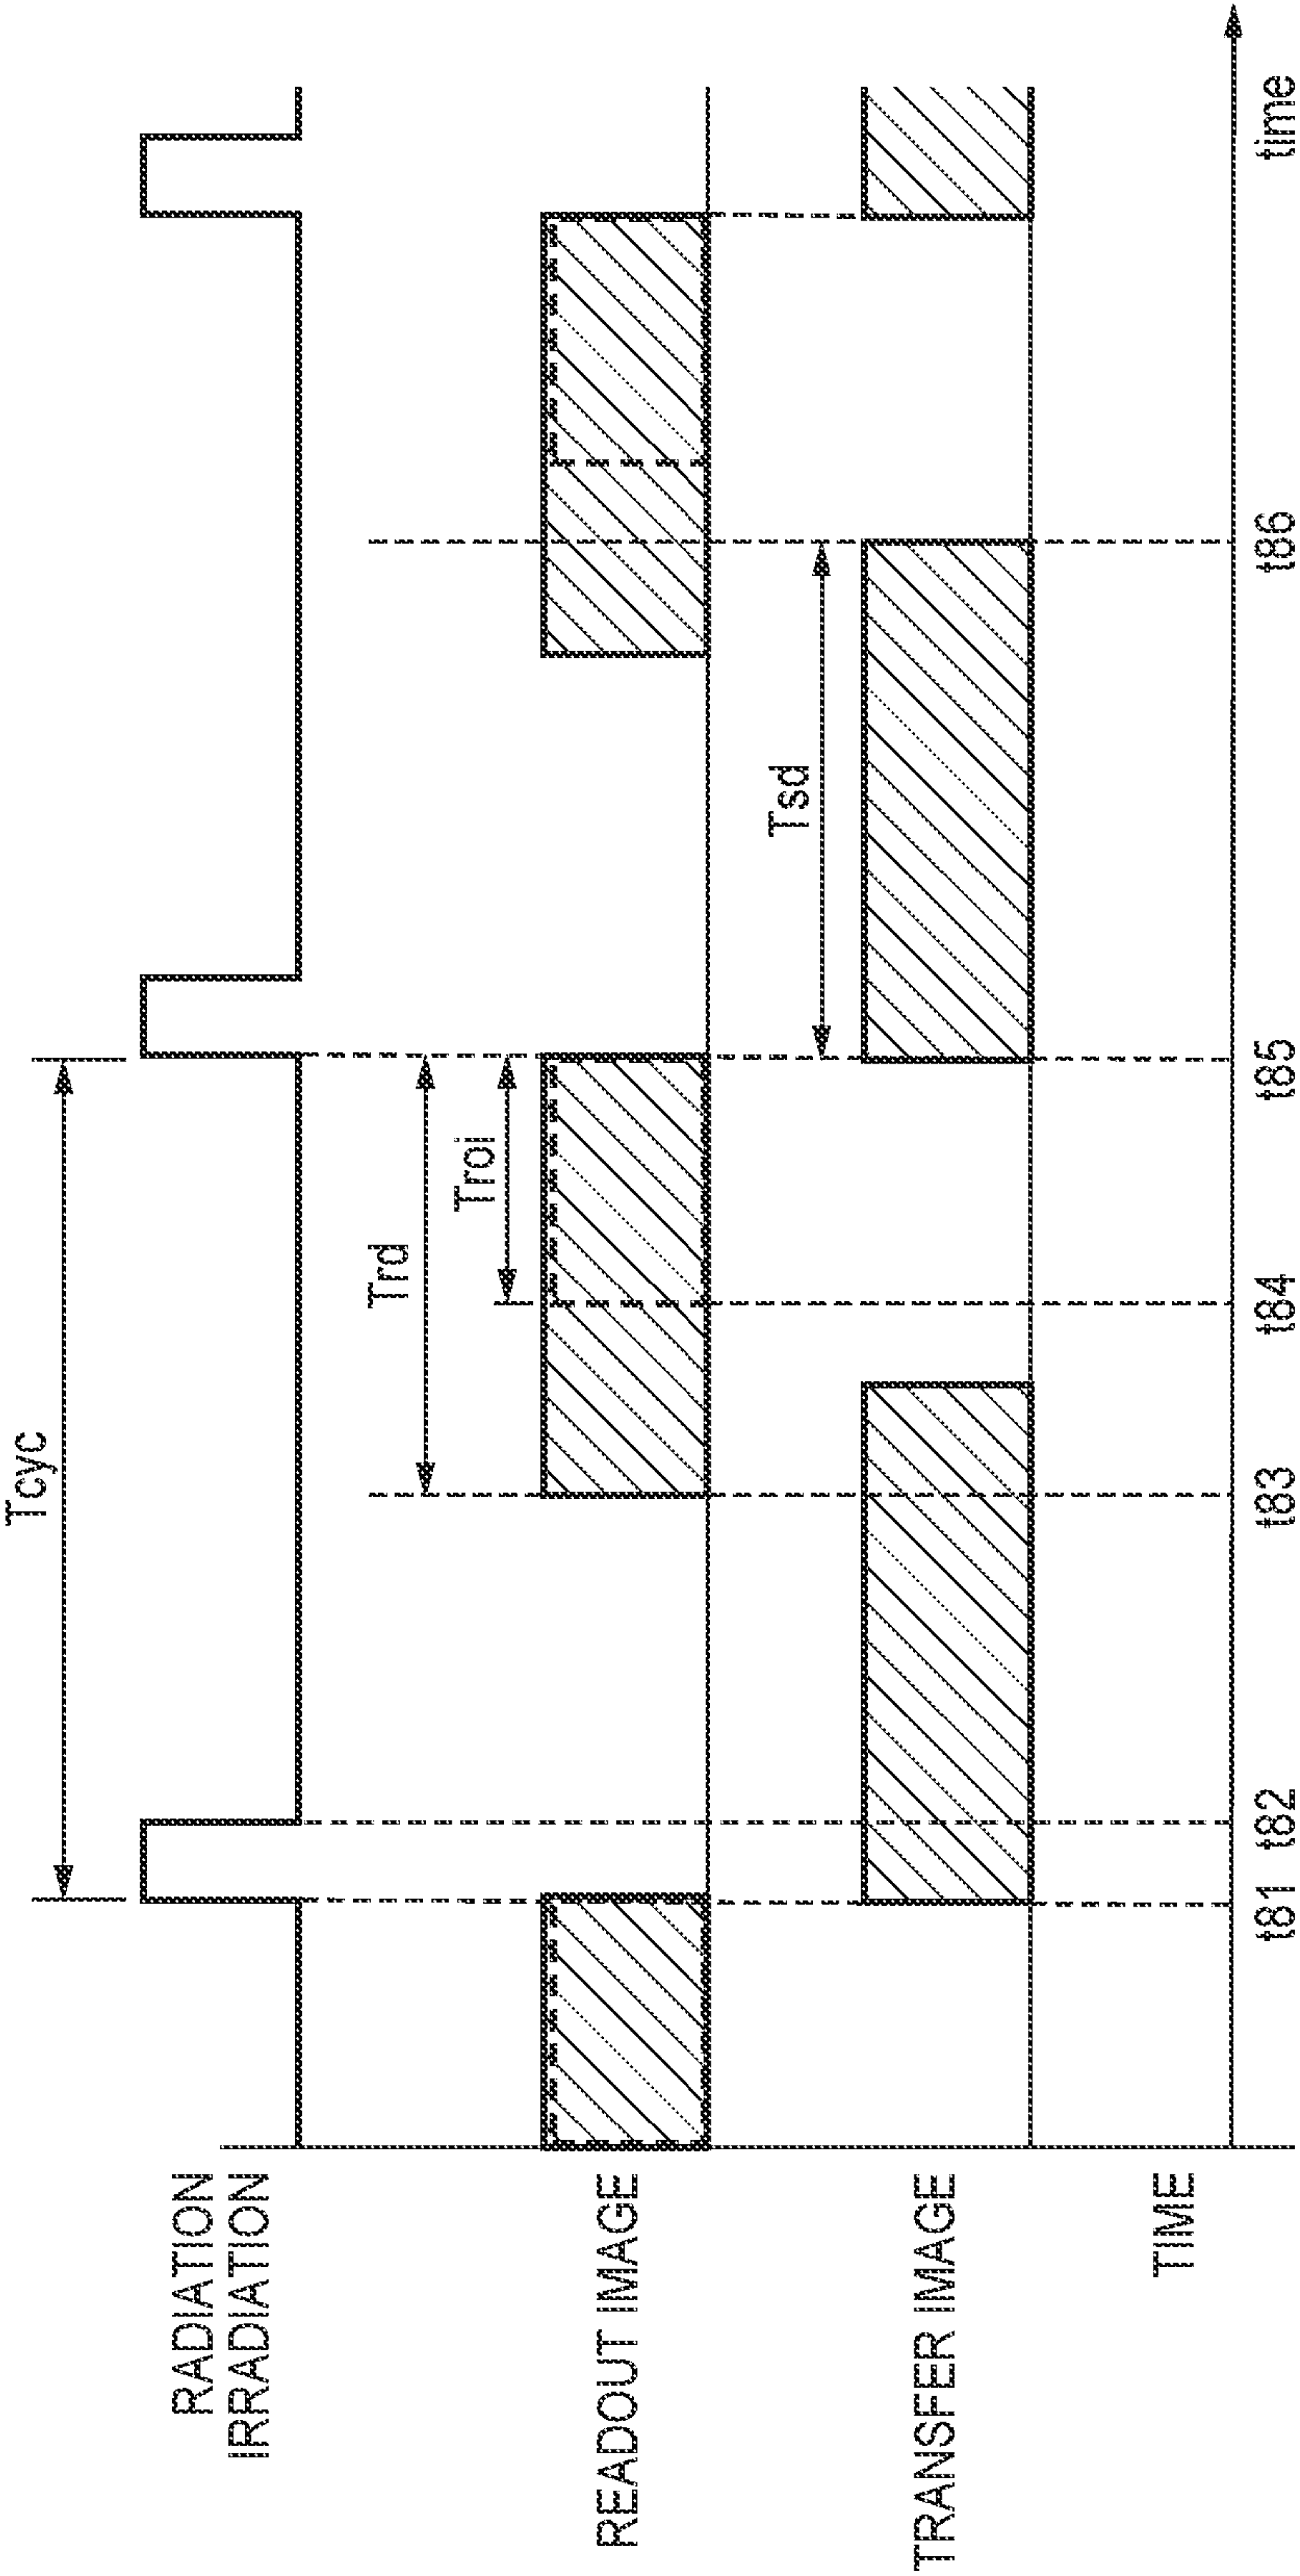 Tcyc
RADIATION
IRRADIATION
Trd
Troi
READOUT IMAGE
Tsd
TRANSFER IMAGE
TIME
t81
t82
t83
t84
t85
t86
time